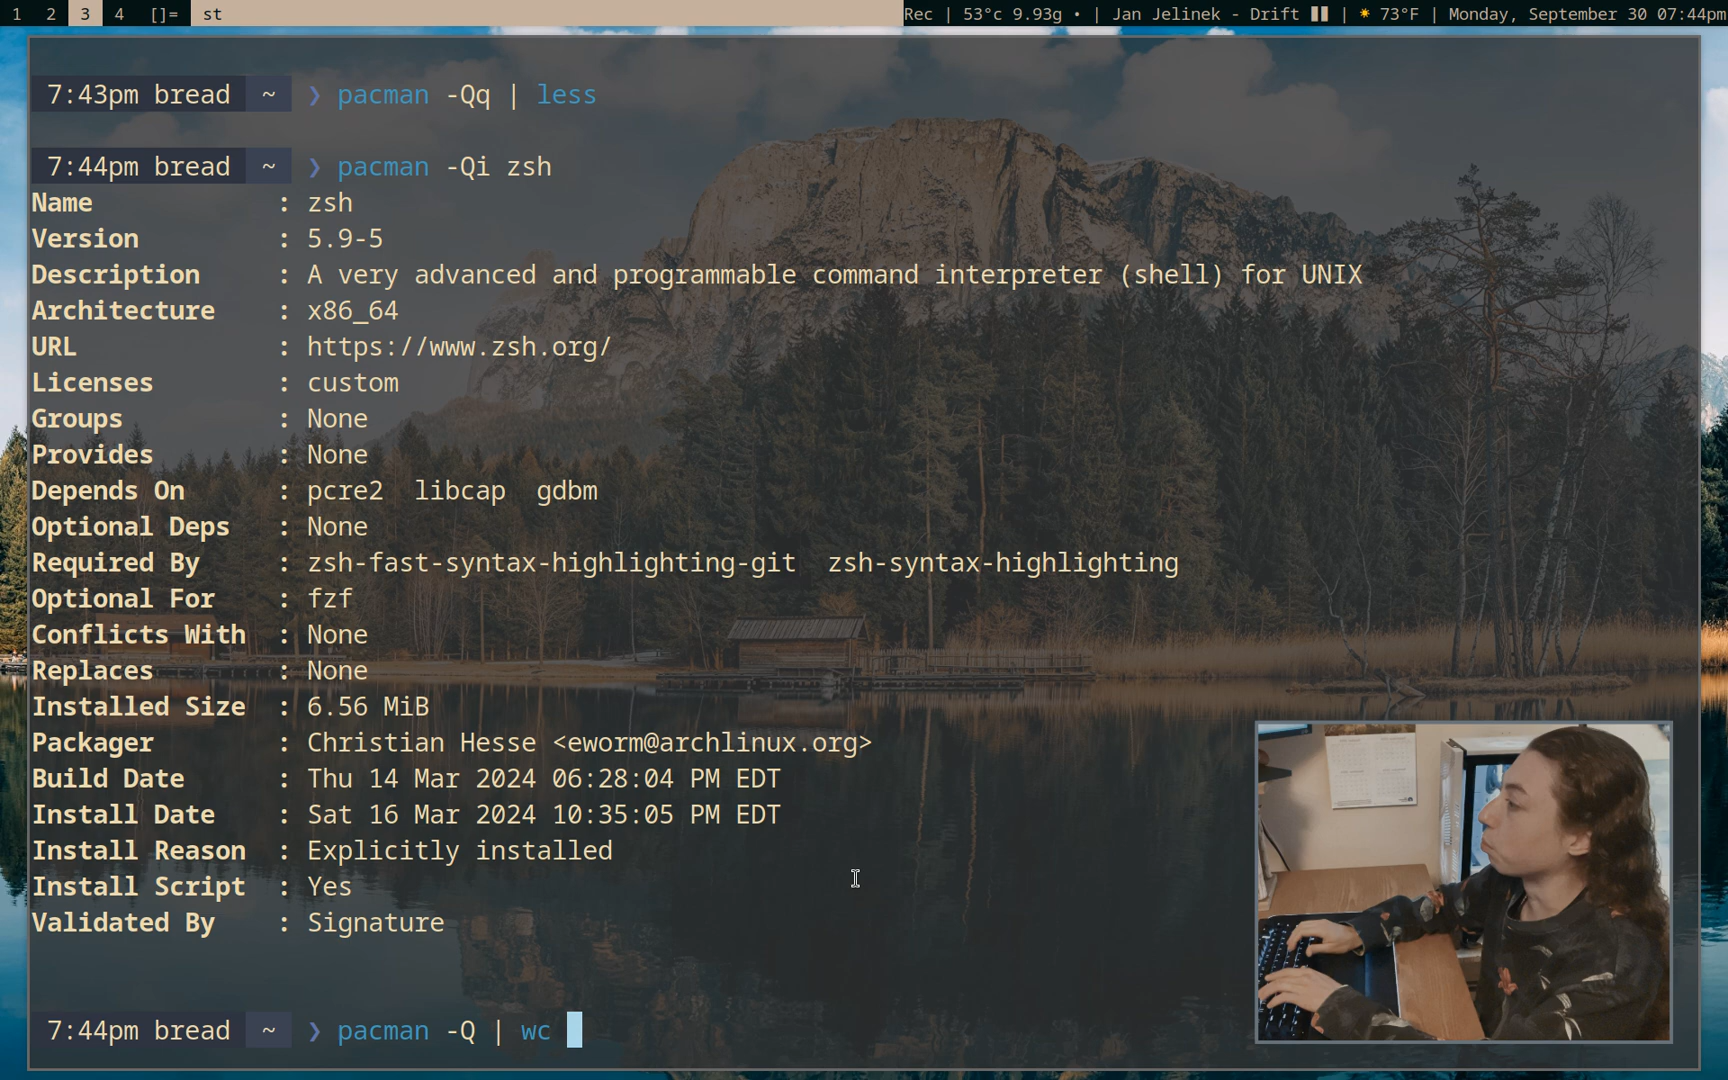 1 2 3 4 []= st Rec | 53°c 9.93g • | Jan Jelinek - Drift ▮▮ | ☀ 73°F | Monday, September 30 07:44pm
7:43pm bread ~ ❯ pacman -Qq | less
7:44pm bread ~ ❯ pacman -Qi zsh
Name : zsh
Version : 5.9-5
Description : A very advanced and programmable command interpreter (shell) for UNIX
Architecture : x86_64
URL : https://www.zsh.org/
Licenses : custom
Groups : None
Provides : None
Depends On : pcre2 libcap gdbm
Optional Deps : None
Required By : zsh-fast-syntax-highlighting-git zsh-syntax-highlighting
Optional For : fzf
Conflicts With : None
Replaces : None
Installed Size : 6.56 MiB
Packager : Christian Hesse <eworm@archlinux.org>
Build Date : Thu 14 Mar 2024 06:28:04 PM EDT
Install Date : Sat 16 Mar 2024 10:35:05 PM EDT
Install Reason : Explicitly installed
Install Script : Yes
Validated By : Signature
7:44pm bread ~ ❯ pacman -Q | wc